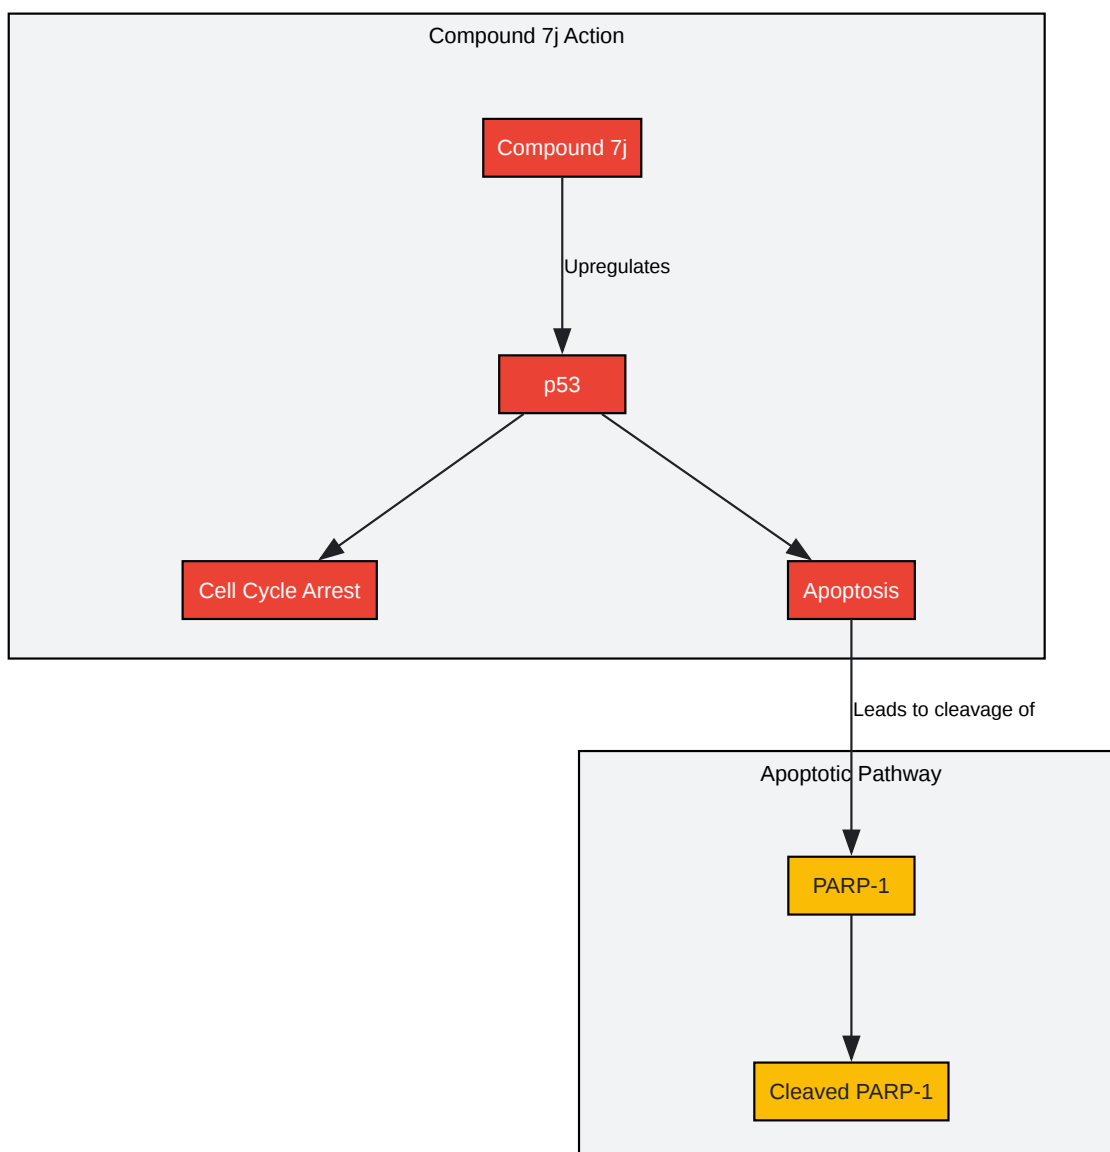 Compound 7j Action
Compound 7j
Upregulates
p53
Cell Cycle Arrest
Apoptosis
Leads to cleavage of
Apoptotic Pathway
PARP-1
Cleaved PARP-1